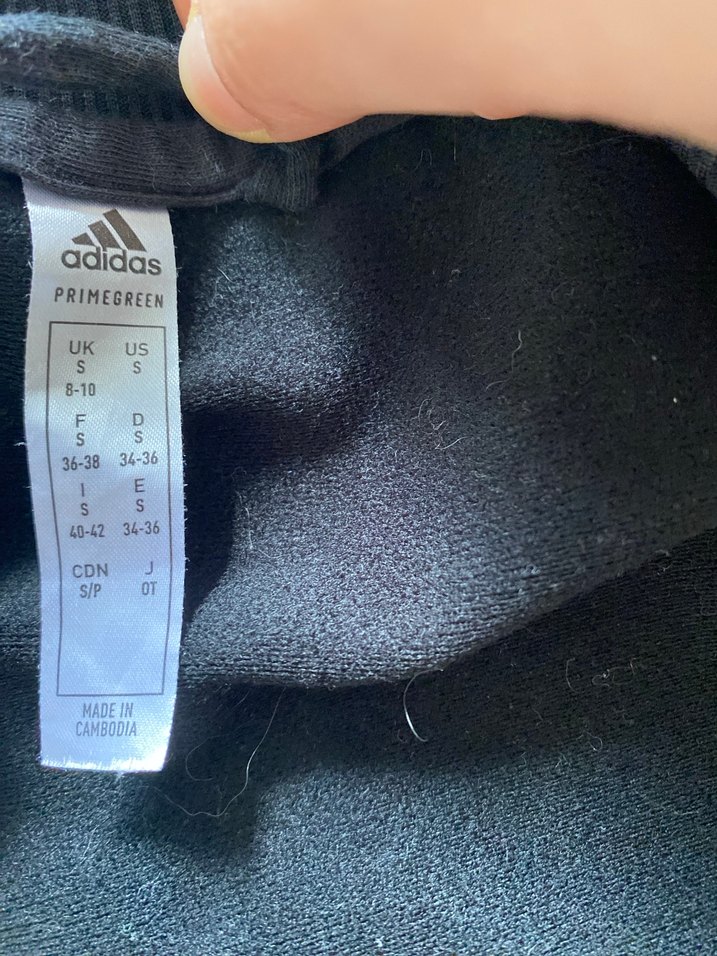 adidas
PRIMEGREEN
UK US
S S
8-10
F D
S S
36-38 34-36
I E
S S
40-42 34-36
CDN J
S/P OT
MADE IN
CAMBODIA